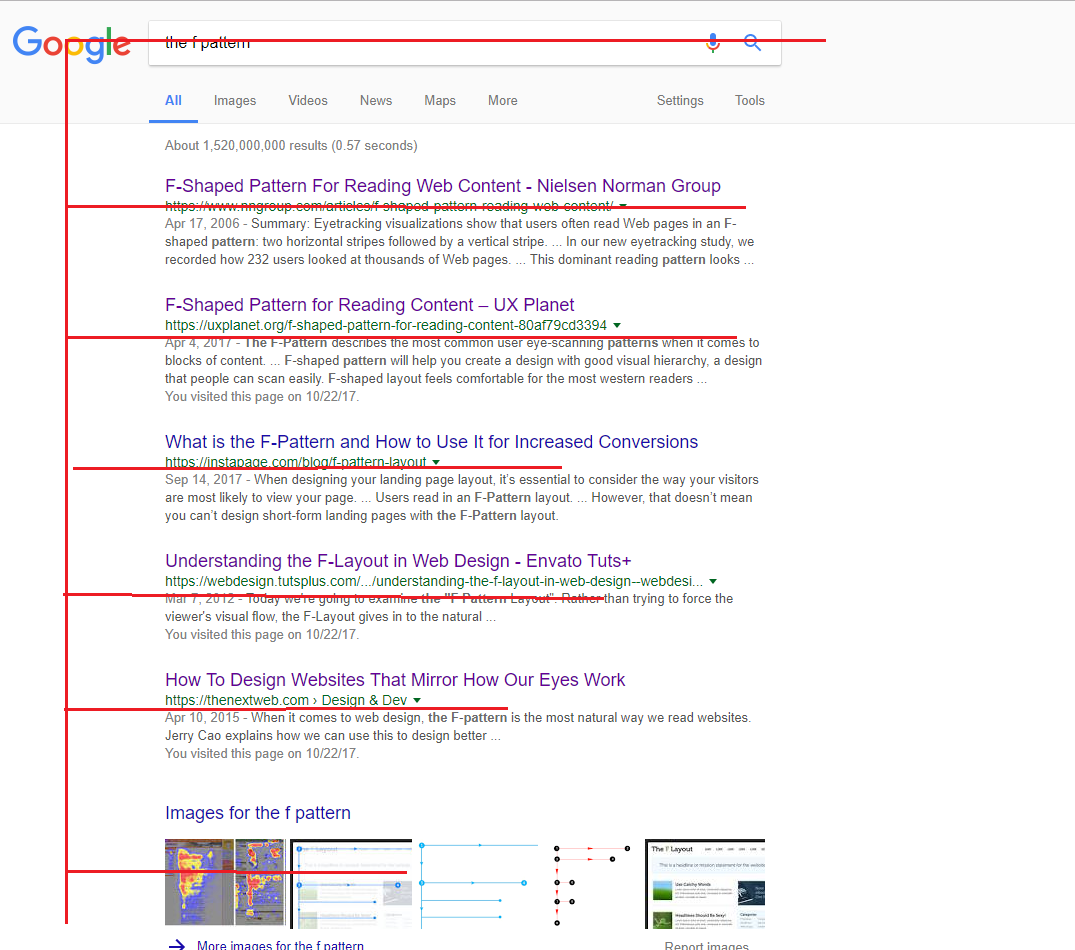 Google
the f pattern
All Images Videos News Maps More Settings Tools
About 1,520,000,000 results (0.57 seconds)
F-Shaped Pattern For Reading Web Content - Nielsen Norman Group
https://www.nngroup.com/articles/f-shaped-pattern-reading-web-content/
Apr 17, 2006 - Summary: Eyetracking visualizations show that users often read Web pages in an F-
shaped pattern: two horizontal stripes followed by a vertical stripe. ... In our new eyetracking study, we
recorded how 232 users looked at thousands of Web pages. ... This dominant reading pattern looks ...
F-Shaped Pattern for Reading Content – UX Planet
https://uxplanet.org/f-shaped-pattern-for-reading-content-80af79cd3394
Apr 4, 2017 - The F-Pattern describes the most common user eye-scanning patterns when it comes to
blocks of content. ... F-shaped pattern will help you create a design with good visual hierarchy, a design
that people can scan easily. F-shaped layout feels comfortable for the most western readers ...
You visited this page on 10/22/17.
What is the F-Pattern and How to Use It for Increased Conversions
https://instapage.com/blog/f-pattern-layout
Sep 14, 2017 - When designing your landing page layout, it's essential to consider the way your visitors
are most likely to view your page. ... Users read in an F-Pattern layout. ... However, that doesn't mean
you can't design short-form landing pages with the F-Pattern layout.
Understanding the F-Layout in Web Design - Envato Tuts+
https://webdesign.tutsplus.com/.../understanding-the-f-layout-in-web-design--webdesi...
Mar 7, 2012 - Today we're going to examine the "F Pattern Layout". Rather than trying to force the
viewer's visual flow, the F-Layout gives in to the natural ...
You visited this page on 10/22/17.
How To Design Websites That Mirror How Our Eyes Work
https://thenextweb.com › Design & Dev
Apr 10, 2015 - When it comes to web design, the F-pattern is the most natural way we read websites.
Jerry Cao explains how we can use this to design better ...
You visited this page on 10/22/17.
Images for the f pattern
The F Layout
This is a headline or mission statement for the websit
Use Catchy Words
Headlines Should Be Sexy!
Categories
More images for the f pattern
Report images